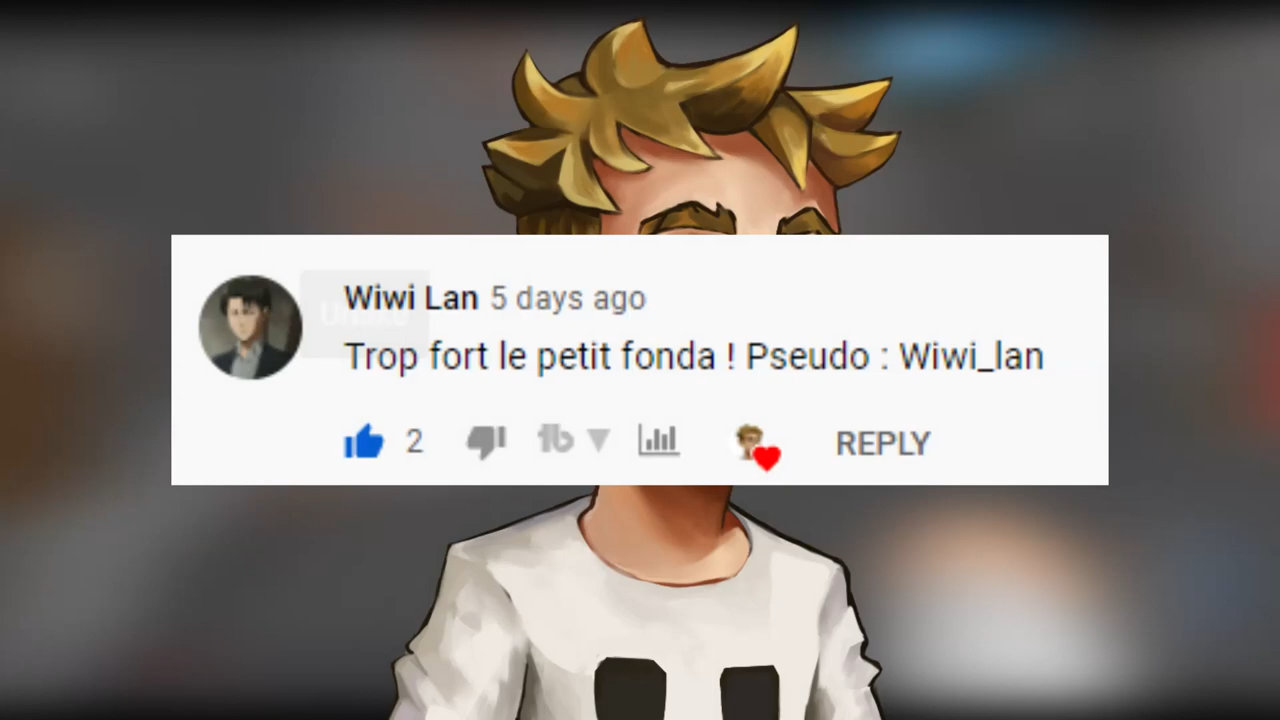 Wiwi Lan 5 days ago
Trop fort le petit fonda ! Pseudo : Wiwi_lan
2 REPLY